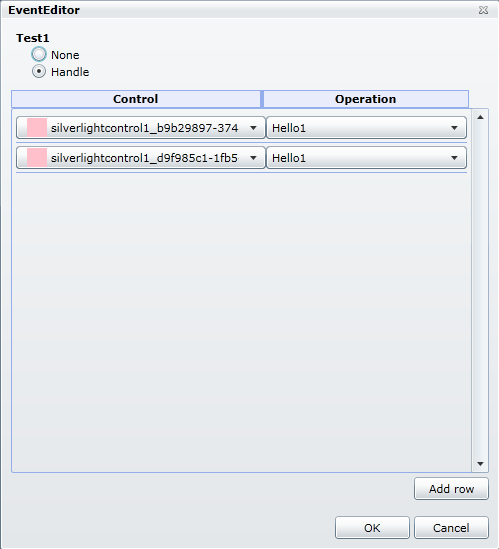 EventEditor
Test1
None
Handle
Control Operation
silverlightcontrol1_b9b29897-374 Hello1
silverlightcontrol1_d9f985c1-1fb5 Hello1
Add row
OK Cancel